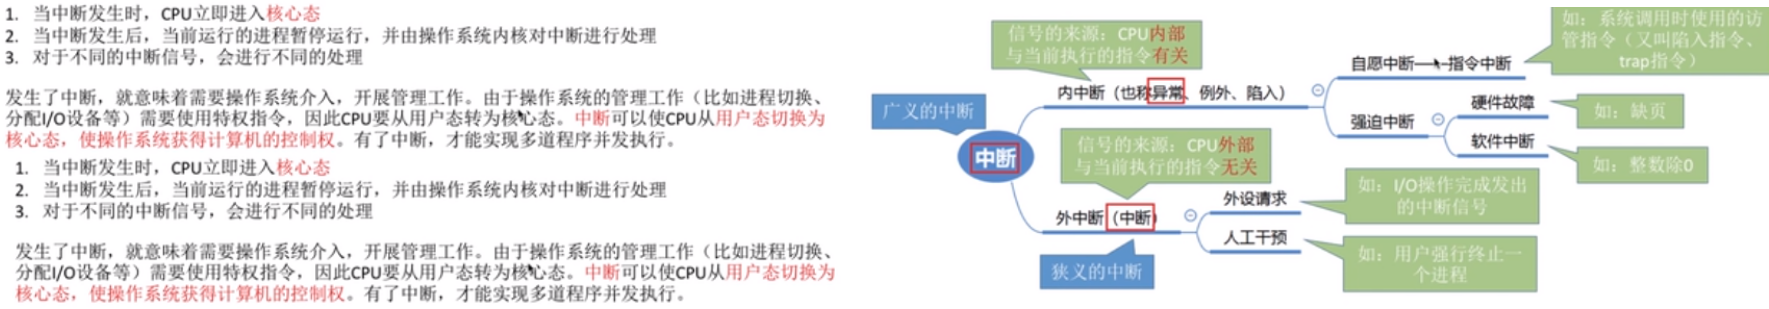 1. 当中断发生时，CPU立即进入核心态
2. 当中断发生后，当前运行的进程暂停运行，并由操作系统内核对中断进行处理
3. 对于不同的中断信号，会进行不同的处理
发生了中断，就意味着需要操作系统介入，开展管理工作。由于操作系统的管理工作（比如进程切换、
分配I/O设备等）需要使用特权指令，因此CPU要从用户态转为核心态。中断可以使CPU从用户态切换为
核心态，使操作系统获得计算机的控制权。有了中断，才能实现多道程序并发执行。
1. 当中断发生时，CPU立即进入核心态
2. 当中断发生后，当前运行的进程暂停运行，并由操作系统内核对中断进行处理
3. 对于不同的中断信号，会进行不同的处理
发生了中断，就意味着需要操作系统介入，开展管理工作。由于操作系统的管理工作（比如进程切换、
分配I/O设备等）需要使用特权指令，因此CPU要从用户态转为核心态。中断可以使CPU从用户态切换为
核心态，使操作系统获得计算机的控制权。有了中断，才能实现多道程序并发执行。
广义的中断
中断
信号的来源：CPU内部
与当前执行的指令有关
内中断（也称异常、例外、陷入）
自愿中断
指令中断
如：系统调用时使用的访
管指令（又叫陷入指令、
trap指令）
强迫中断
硬件故障
如：缺页
软件中断
如：整数除0
信号的来源：CPU外部
与当前执行的指令无关
外中断（中断）
狭义的中断
外设请求
如：I/O操作完成发出
的中断信号
人工干预
如：用户强行终止一
个进程